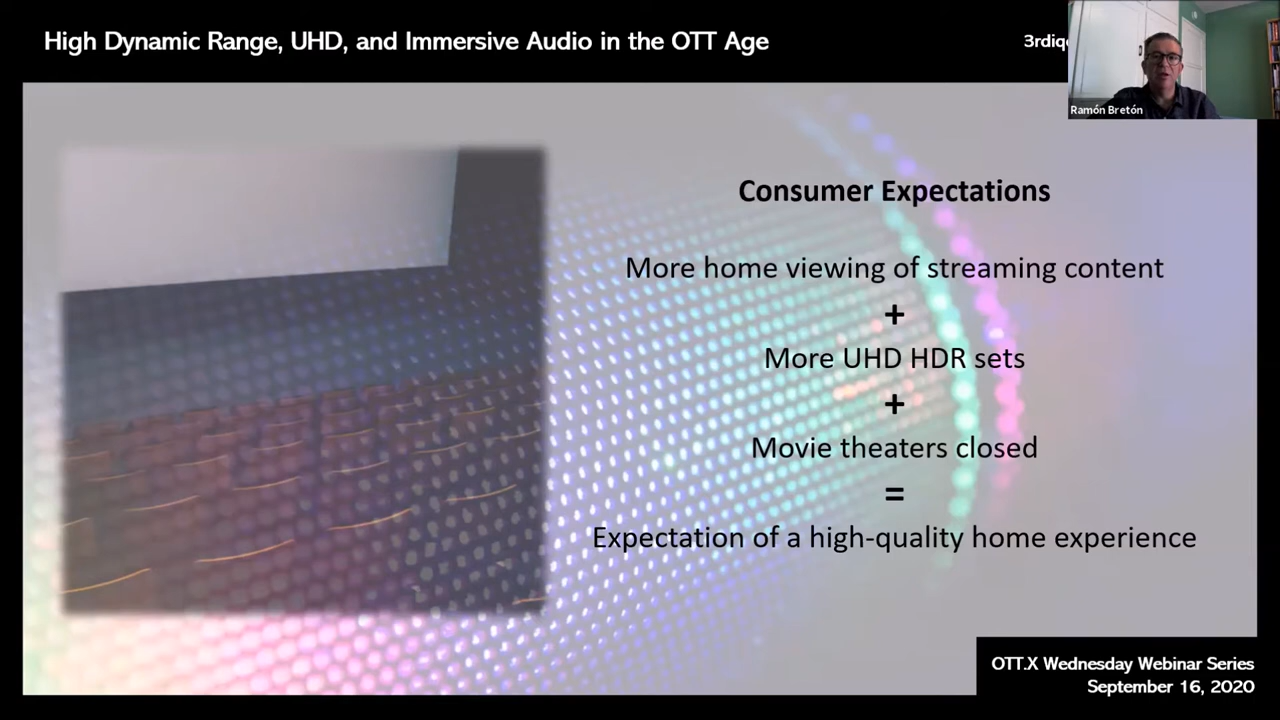 High Dynamic Range, UHD, and Immersive Audio in the OTT Age
Ramón Bretón
Consumer Expectations
More home viewing of streaming content
+
More UHD HDR sets
+
Movie theaters closed
=
Expectation of a high-quality home experience
OTT.X Wednesday Webinar Series
September 16, 2020